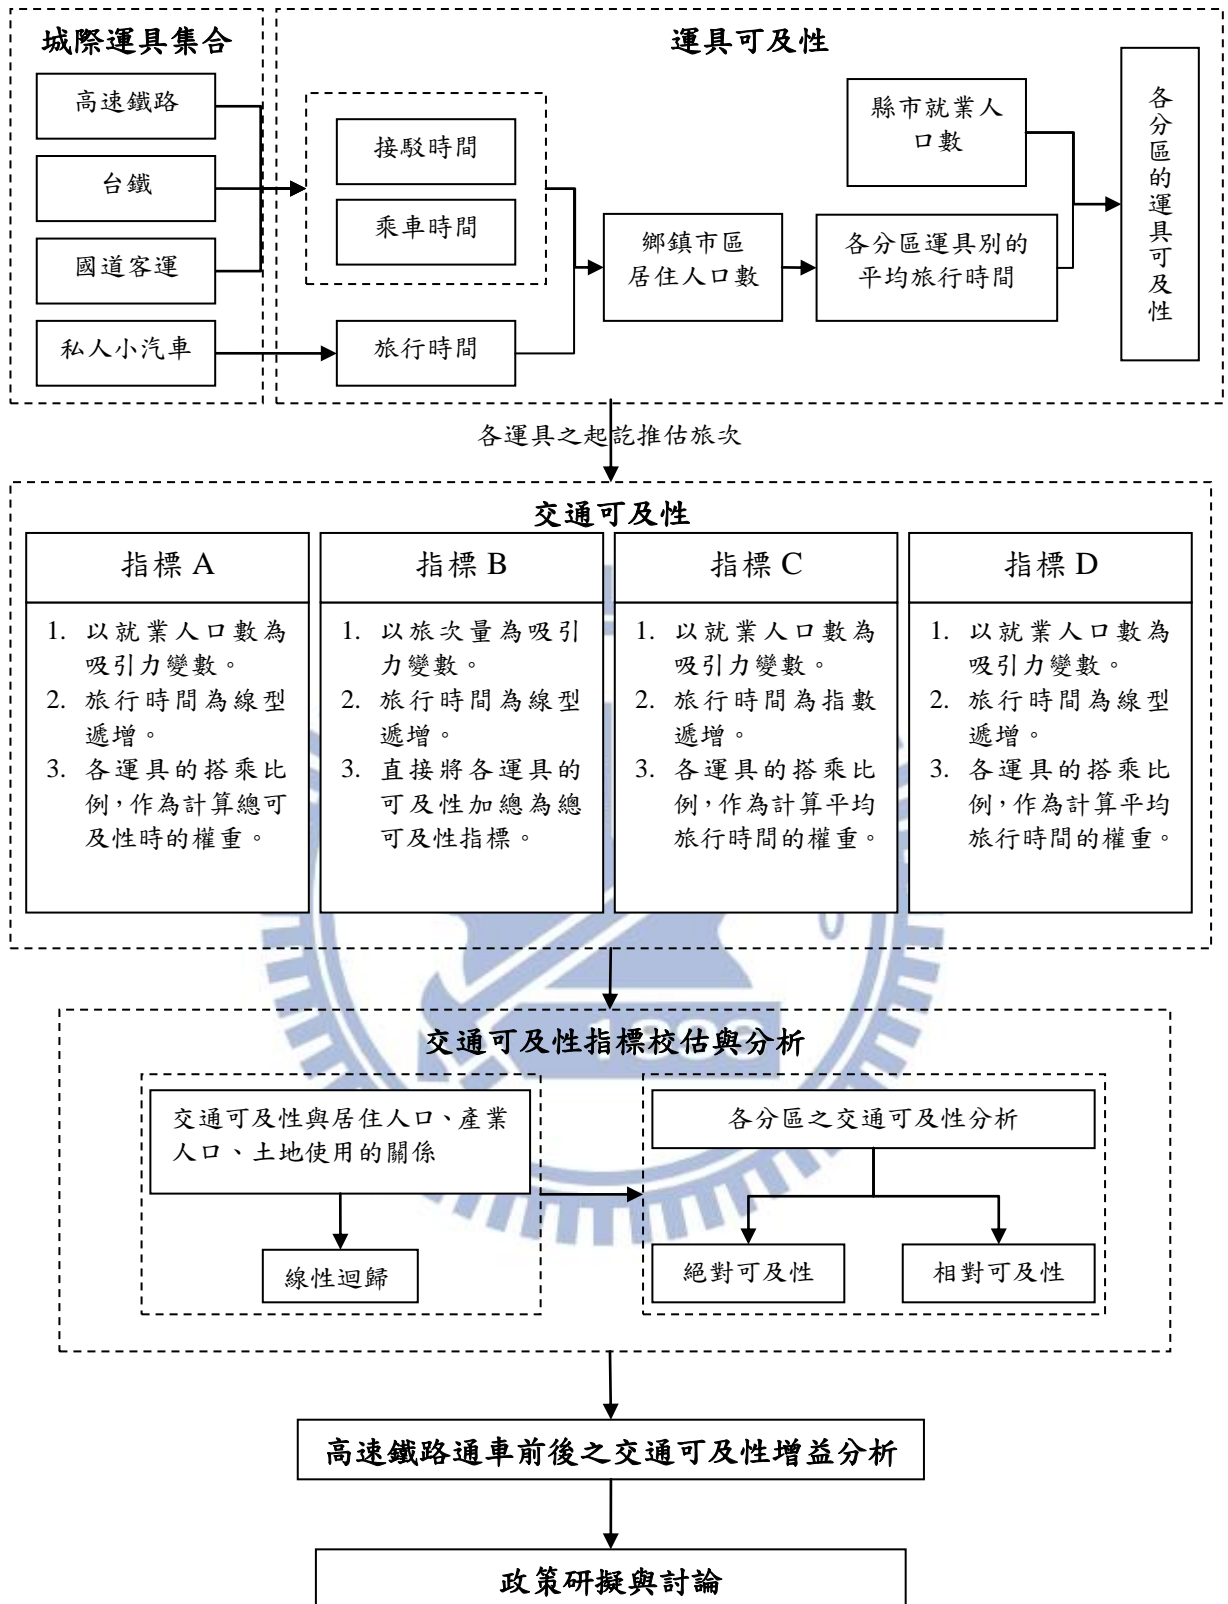 城際運具集合
高速鐵路
台鐵
國道客運
私人小汽車
運具可及性
接駁時間
乘車時間
旅行時間
鄉鎮市區
居住人口數
縣市就業人
口數
各分區運具別的
平均旅行時間
各分區的運具可及性
各運具之起訖推估旅次
交通可及性
指標 A
1. 以就業人口數為
吸引力變數。
2. 旅行時間為線型
遞增。
3. 各運具的搭乘比
例，作為計算總可
及性時的權重。
指標 B
1. 以旅次量為吸引
力變數。
2. 旅行時間為線型
遞增。
3. 直接將各運具的
可及性加總為總
可及性指標。
指標 C
1. 以就業人口數為
吸引力變數。
2. 旅行時間為指數
遞增。
3. 各運具的搭乘比
例，作為計算平均
旅行時間的權重。
指標 D
1. 以就業人口數為
吸引力變數。
2. 旅行時間為線型
遞增。
3. 各運具的搭乘比
例，作為計算平均
旅行時間的權重。
交通可及性指標校估與分析
交通可及性與居住人口、產業
人口、土地使用的關係
線性迴歸
各分區之交通可及性分析
絕對可及性
相對可及性
高速鐵路通車前後之交通可及性增益分析
政策研擬與討論